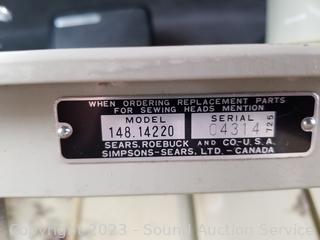 WHEN ORDERING REPLACEMENT PARTS
FOR SEWING HEADS MENTION
MODEL SERIAL
148.14220 04314 725
SEARS, ROEBUCK AND CO.-U.S.A.
SIMPSONS-SEARS, LTD. - CANADA
Copyright 2023 - Sound Auction Service